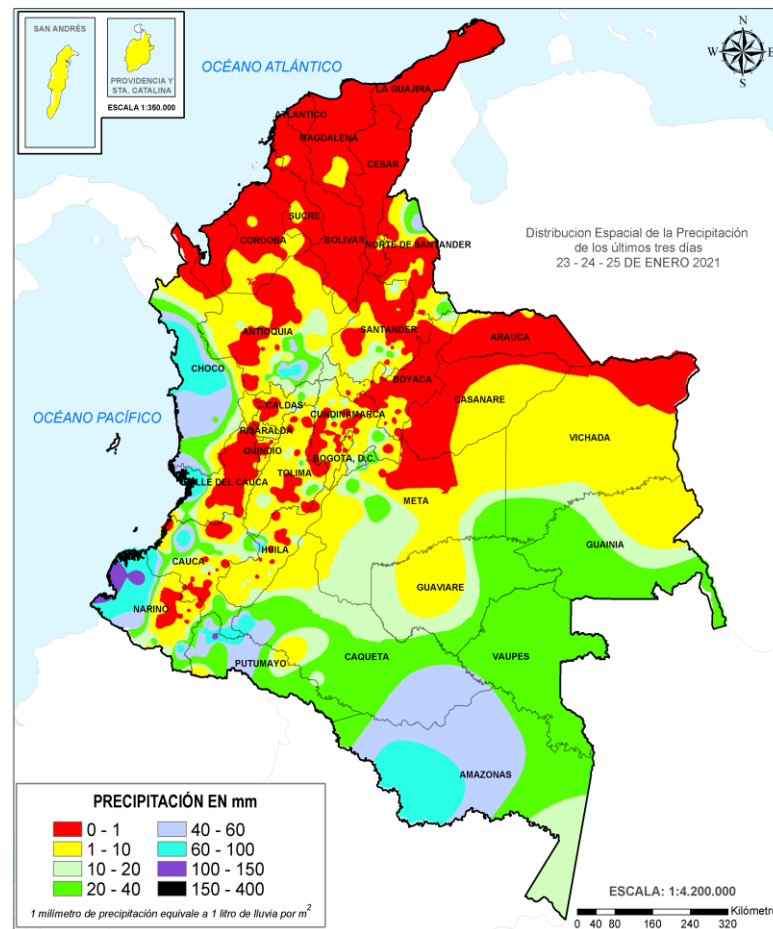 SAN ANDRÉS
PROVIDENCIA Y
STA. CATALINA
ESCALA 1:350.000
OCÉANO ATLÁNTICO
N
W
E
S
LA GUAJIRA
ATLANTICO
MAGDALENA
CESAR
SUCRE
CORDOBA
BOLIVAR
NORTE DE SANTANDER
Distribucion Espacial de la Precipitación
de los últimos tres días
23 - 24 - 25 DE ENERO 2021
ANTIOQUIA
SANTANDER
ARAUCA
CHOCO
BOYACA
CASANARE
OCÉANO PACÍFICO
CALDAS
CUNDINAMARCA
VICHADA
RISARALDA
QUINDIO
BOGOTA, D.C.
TOLIMA
VALLE DEL CAUCA
META
GUAINIA
HUILA
CAUCA
GUAVIARE
NARIÑO
CAQUETA
VAUPES
PUTUMAYO
AMAZONAS
PRECIPITACIÓN EN mm
0 - 1
40 - 60
1 - 10
60 - 100
10 - 20
100 - 150
20 - 40
150 - 400
1 milímetro de precipitación equivale a 1 litro de lluvia por m2
ESCALA: 1:4.200.000
Kilómetro
0 40 80 160 240 320